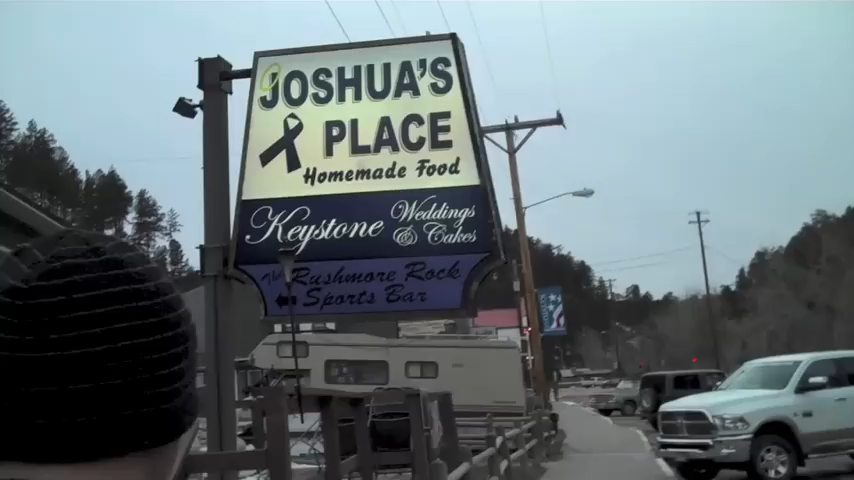 JOSHUA'S
PLACE
Homemade Food
Keystone Weddings & Cakes
The Rushmore Rock
Sports Bar